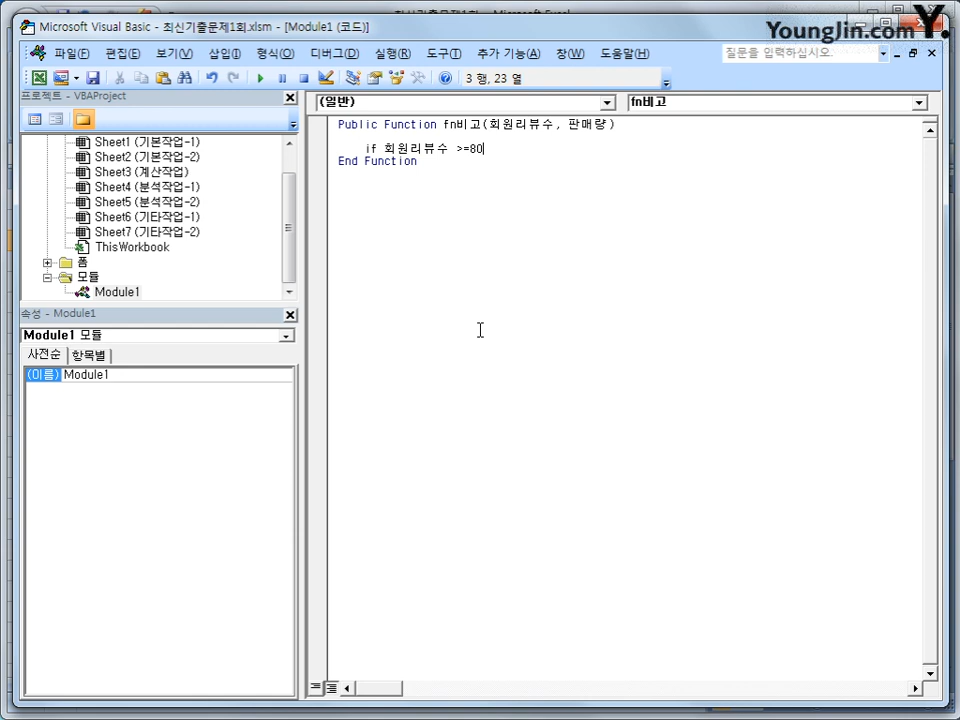 Microsoft Visual Basic - 최신기출문제1회.xlsm - [Module1 (코드)]
YoungJin.com Y.
파일(F) 편집(E) 보기(V) 삽입(I) 형식(O) 디버그(D) 실행(R) 도구(T) 추가 기능(A) 창(W) 도움말(H) 질문을 입력하십시오.
3 행, 23 열
프로젝트 - VBAProject
(일반) fn비고
Sheet1 (기본작업-1)
Sheet2 (기본작업-2)
Sheet3 (계산작업)
Sheet4 (분석작업-1)
Sheet5 (분석작업-2)
Sheet6 (기타작업-1)
Sheet7 (기타작업-2)
ThisWorkbook
폼
모듈
Module1
Public Function fn비고(회원리뷰수, 판매량)
if 회원리뷰수 >=80
End Function
속성 - Module1
Module1 모듈
사전순 항목별
(이름) Module1